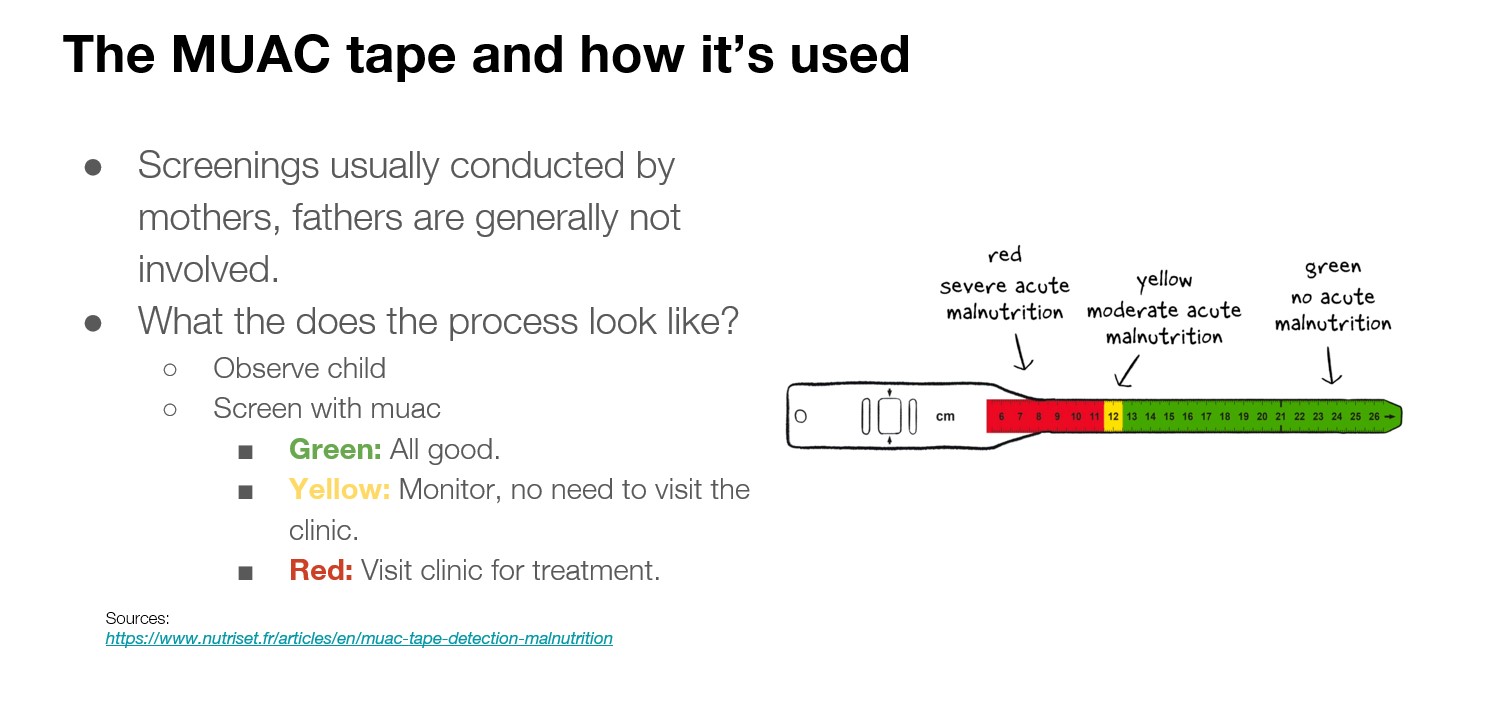 The MUAC tape and how it's used
● Screenings usually conducted by
mothers, fathers are generally not
involved.
● What the does the process look like?
○ Observe child
○ Screen with muac
■ Green: All good.
■ Yellow: Monitor, no need to visit the
clinic.
■ Red: Visit clinic for treatment.
Sources:
https://www.nutriset.fr/articles/en/muac-tape-detection-malnutrition
red
severe acute
malnutrition
yellow
moderate acute
malnutrition
green
no acute
malnutrition
cm 6 7 8 9 10 11 12 13 14 15 16 17 18 19 20 21 22 23 24 25 26